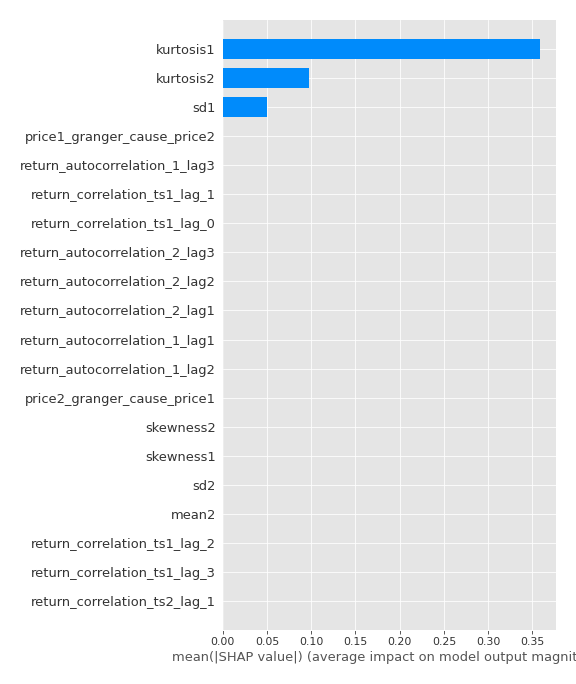 kurtosis1
kurtosis2
sd1
price1_granger_cause_price2
return_autocorrelation_1_lag3
return_correlation_ts1_lag_1
return_correlation_ts1_lag_0
return_autocorrelation_2_lag3
return_autocorrelation_2_lag2
return_autocorrelation_2_lag1
return_autocorrelation_1_lag1
return_autocorrelation_1_lag2
price2_granger_cause_price1
skewness2
skewness1
sd2
mean2
return_correlation_ts1_lag_2
return_correlation_ts1_lag_3
return_correlation_ts2_lag_1
0.00 0.05 0.10 0.15 0.20 0.25 0.30 0.35
mean(|SHAP value|) (average impact on model output magnit